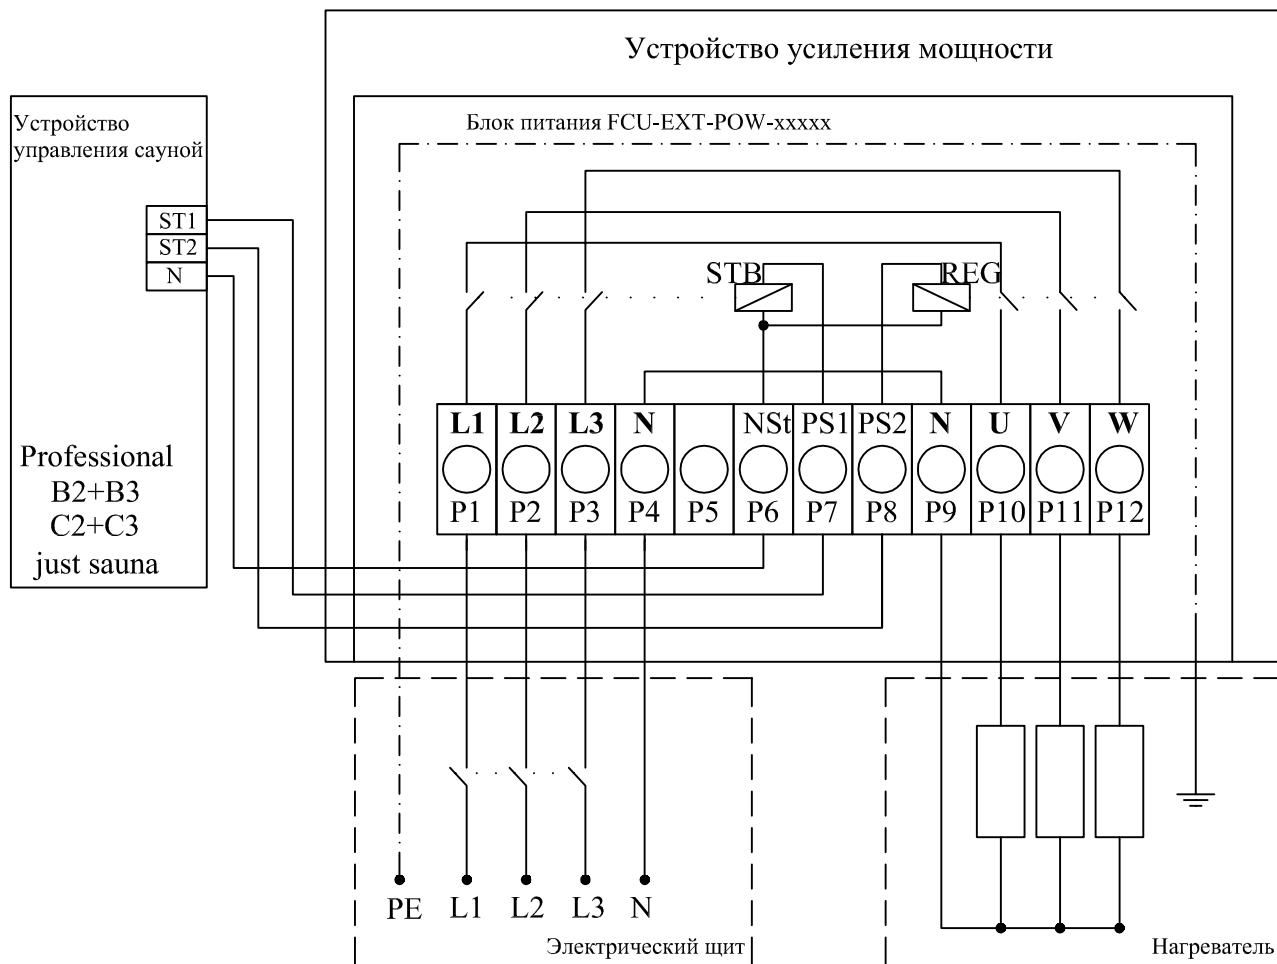 Устройство усиления мощности
Блок питания FCU-EXT-POW-xxxxx
Устройство
управления сауной
ST1
ST2
N
Professional
B2+B3
C2+C3
just sauna
STB
REG
L1 L2 L3 N NSt PS1 PS2 N U V W
P1 P2 P3 P4 P5 P6 P7 P8 P9 P10 P11 P12
PE L1 L2 L3 N
Электрический щит
Нагреватель